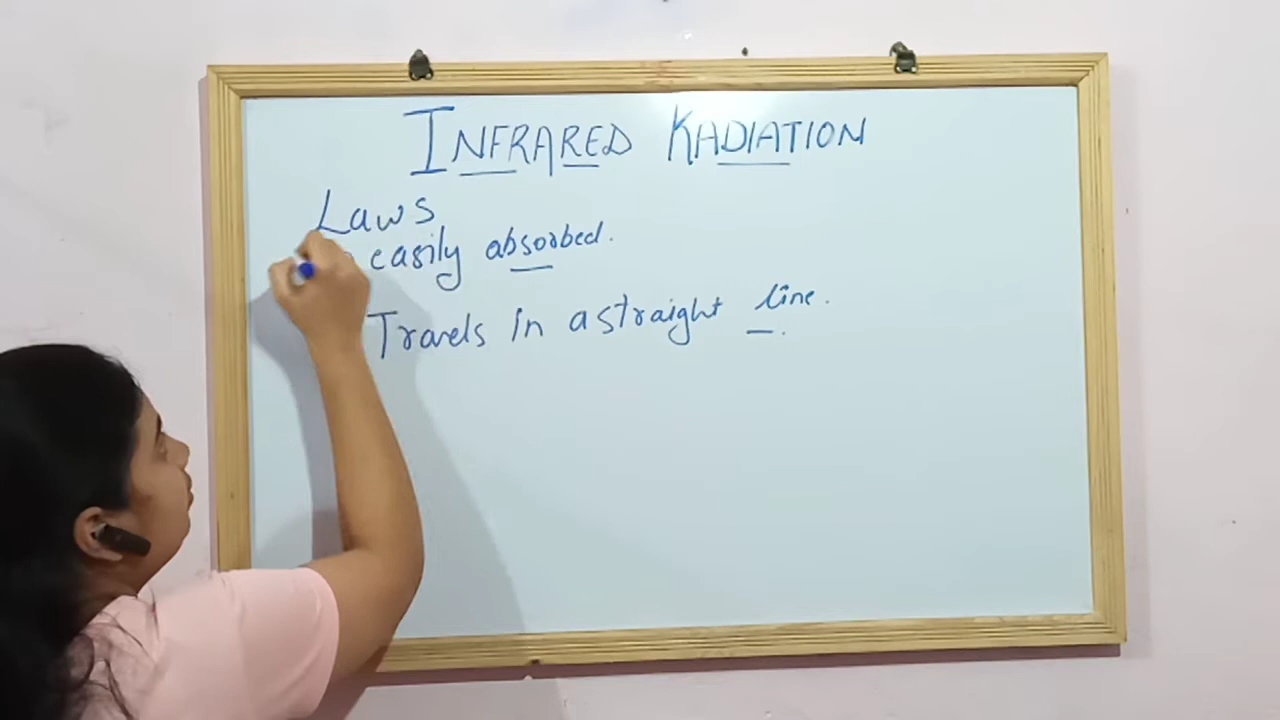 INFRARED RADIATION
Laws
easily absorbed.
Travels in a straight line.